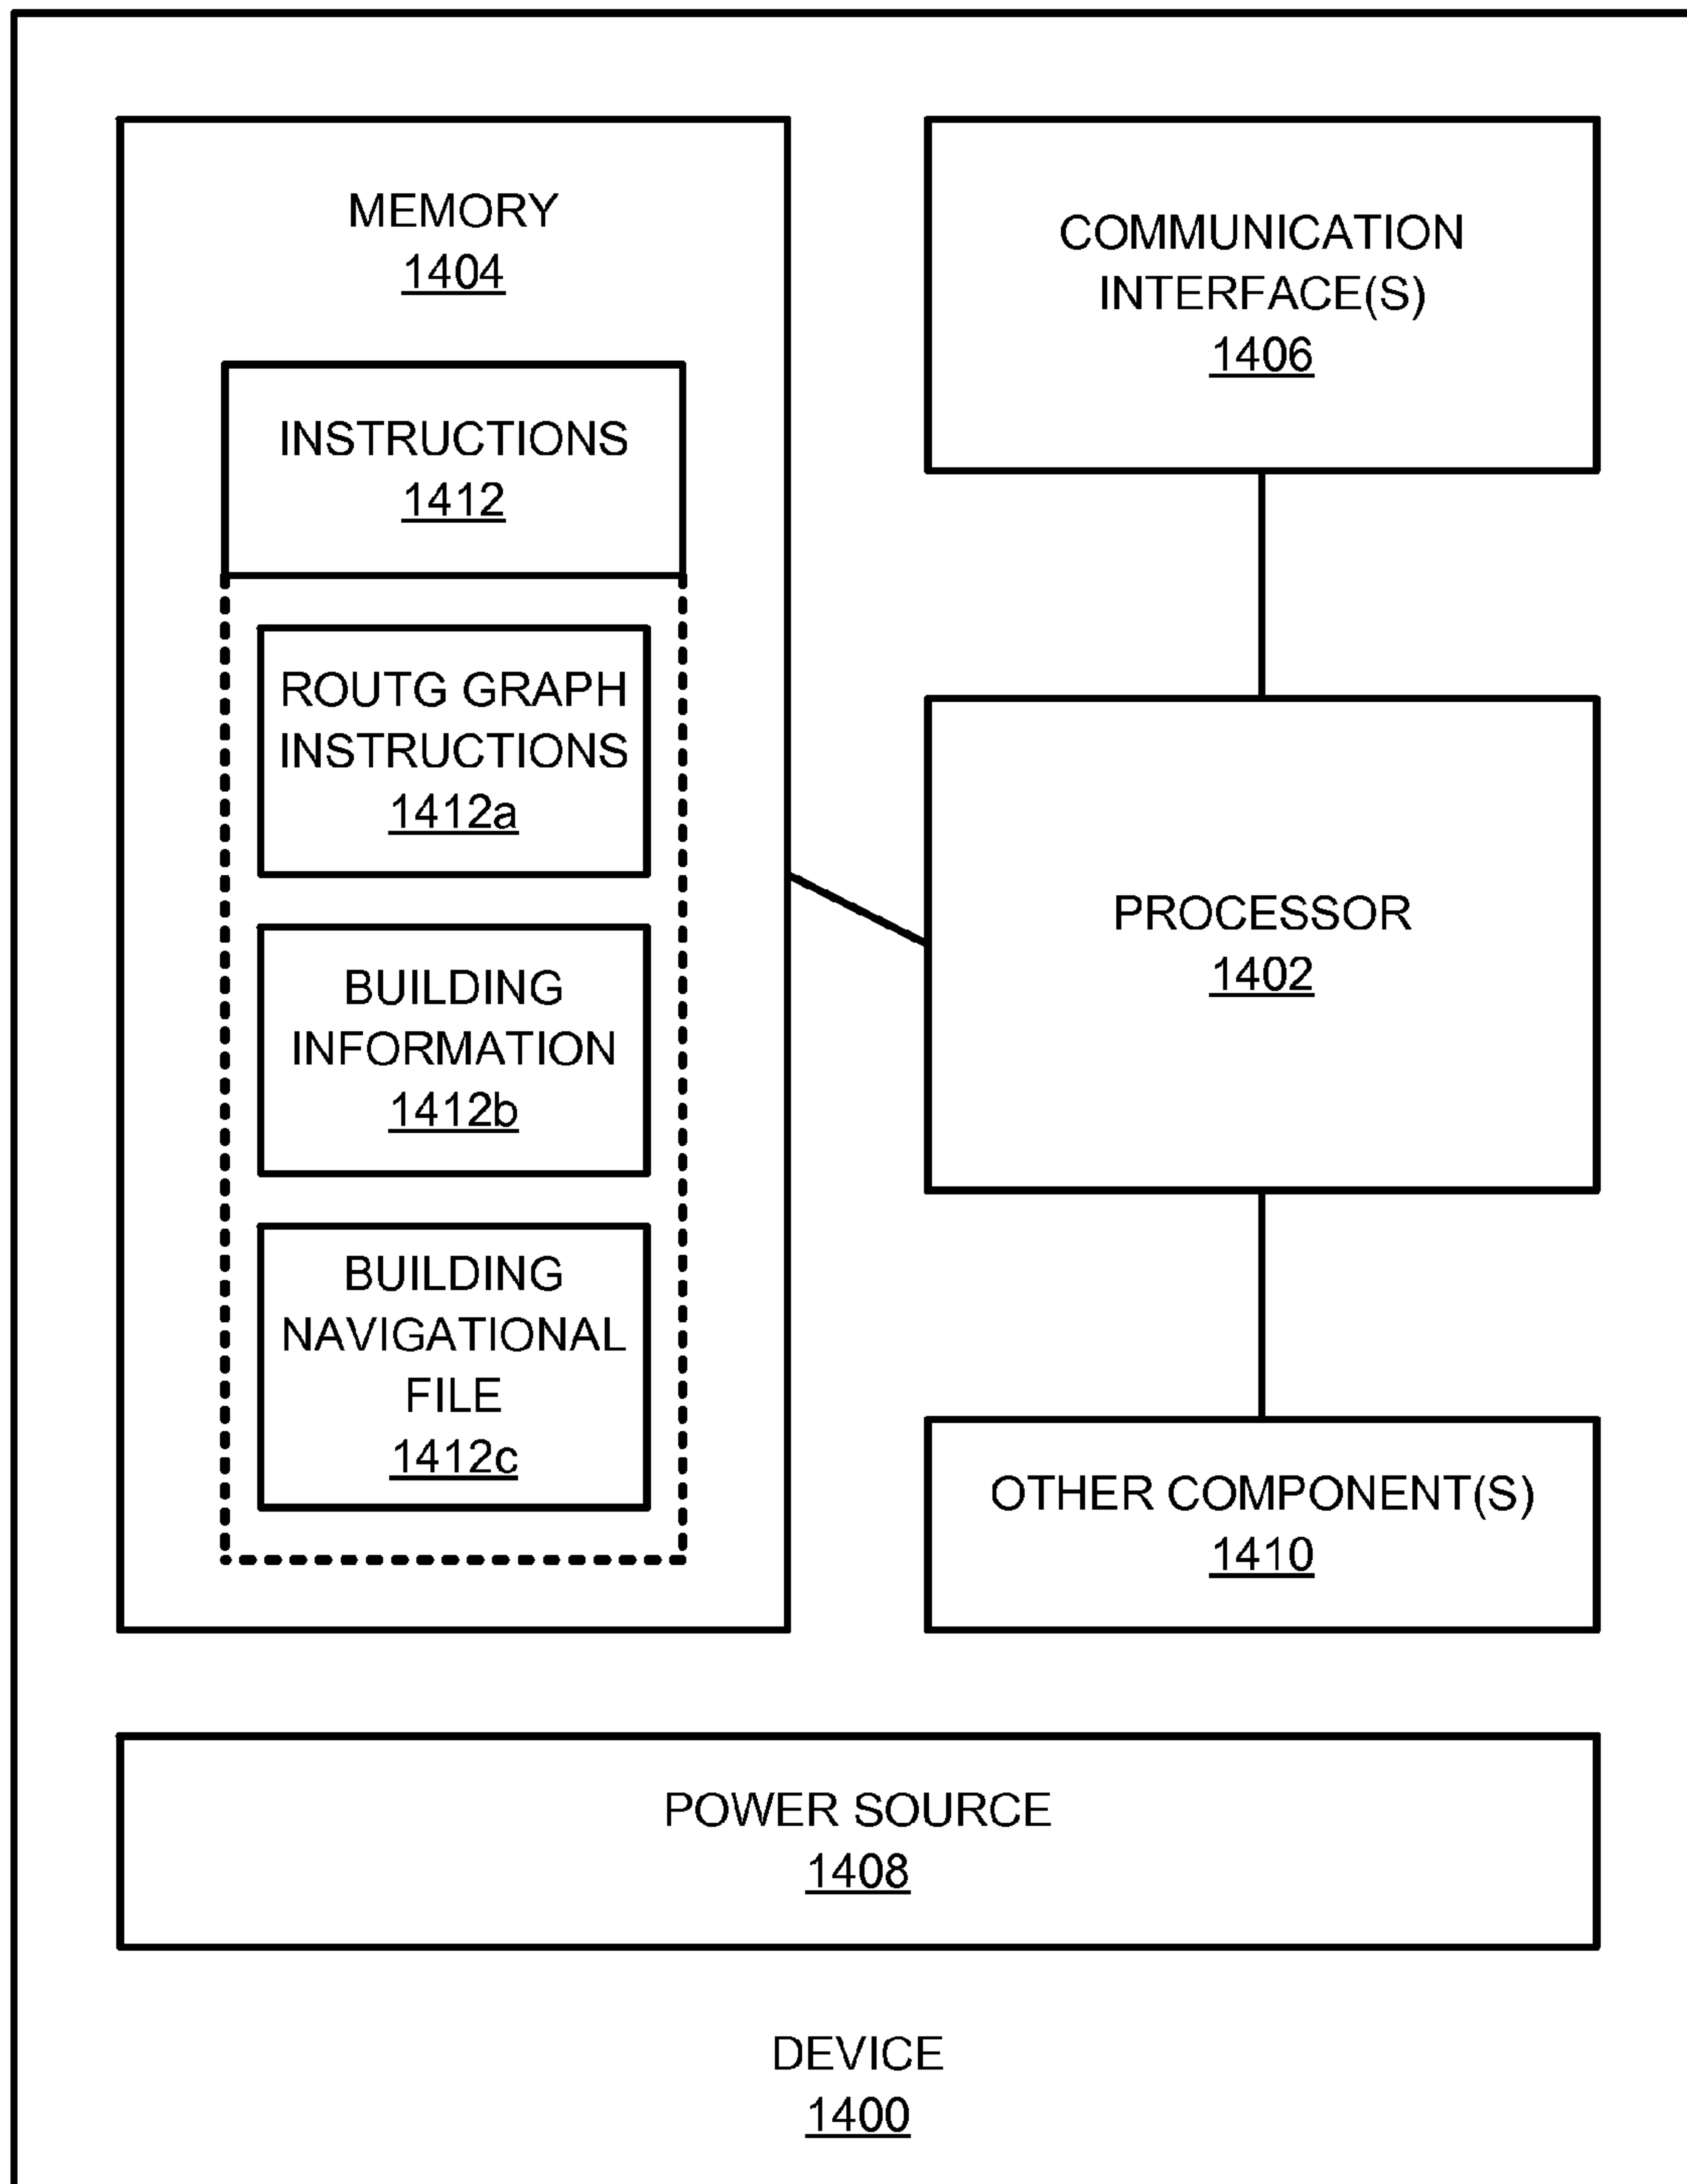 MEMORY
1404
INSTRUCTIONS
1412
ROUTG GRAPH
INSTRUCTIONS
1412a
BUILDING
INFORMATION
1412b
BUILDING
NAVIGATIONAL
FILE
1412c
COMMUNICATION
INTERFACE(S)
1406
PROCESSOR
1402
OTHER COMPONENT(S)
1410
POWER SOURCE
1408
DEVICE
1400